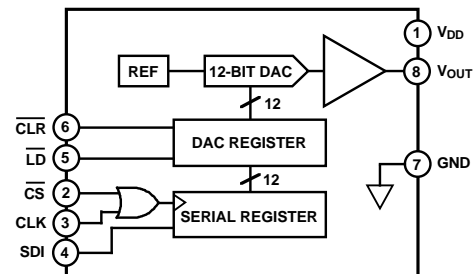 1 VDD
REF 12-BIT DAC
8 VOUT
12
CLR 6
DAC REGISTER
LD 5
7 GND
12
CS 2
CLK 3
SERIAL REGISTER
SDI 4